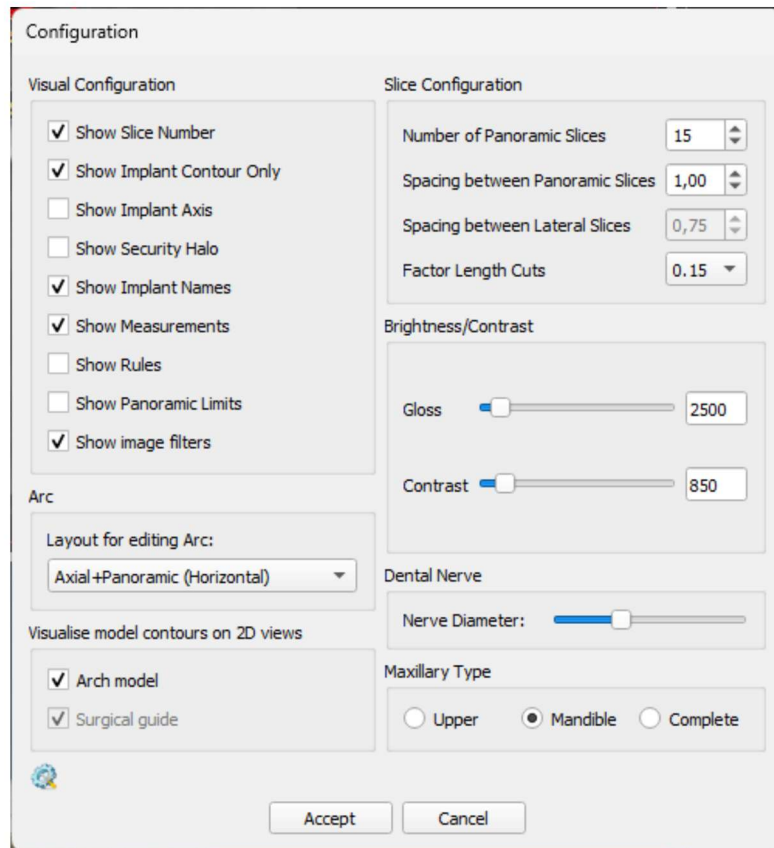 Configuration
Visual Configuration
Show Slice Number
Show Implant Contour Only
Show Implant Axis
Show Security Halo
Show Implant Names
Show Measurements
Show Rules
Show Panoramic Limits
Show image filters
Arc
Layout for editing Arc:
Axial+Panoramic (Horizontal)
Visualise model contours on 2D views
Arch model
Surgical guide
Slice Configuration
Number of Panoramic Slices 15
Spacing between Panoramic Slices 1,00
Spacing between Lateral Slices 0,75
Factor Length Cuts 0.15
Brightness/Contrast
Gloss 2500
Contrast 850
Dental Nerve
Nerve Diameter:
Maxillary Type
Upper Mandible Complete
Accept Cancel